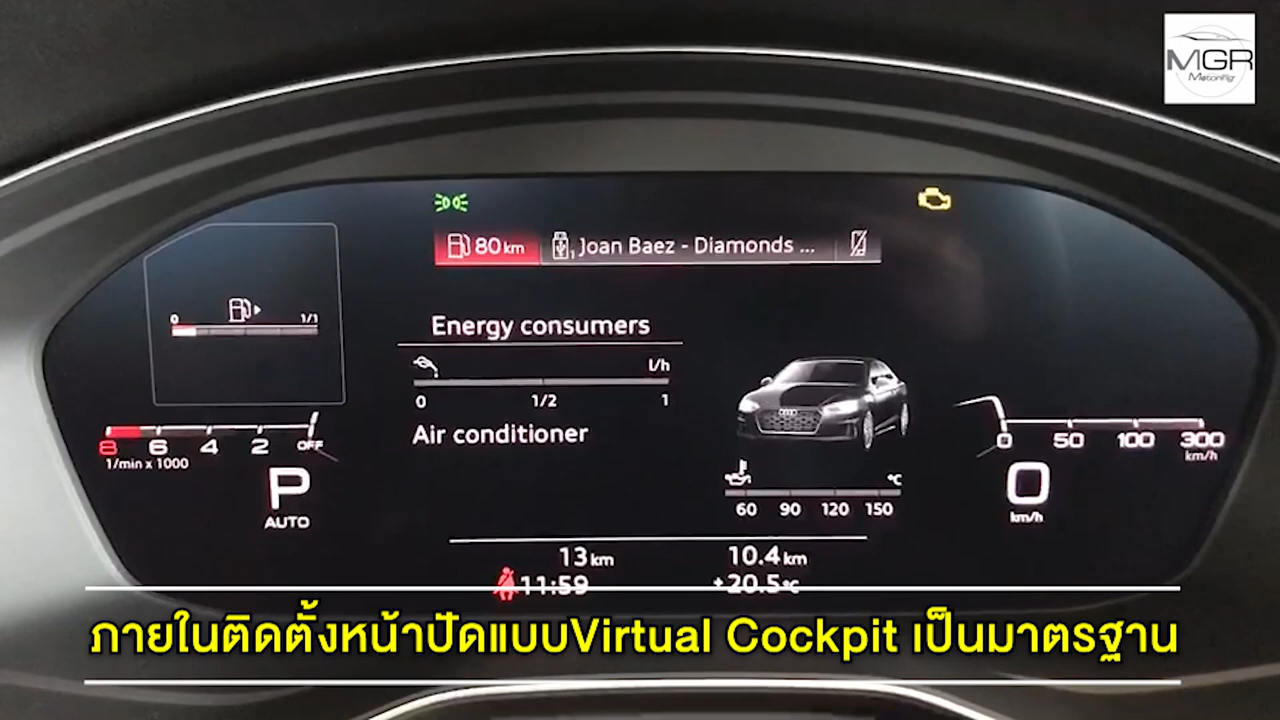 MGR
Motoring
80 km
1 Joan Baez - Diamonds ...
0 1/1
Energy consumers
l/h
0 1/2 1
Air conditioner
8 6 4 2 OFF
1/min x 1000
P
AUTO
0 50 100 300
km/h
0
km/h
°C
60 90 120 150
13 km 10.4 km
11:59 +20.5 °C
ภายในติดตั้งหน้าปัดแบบVirtual Cockpit เป็นมาตรฐาน